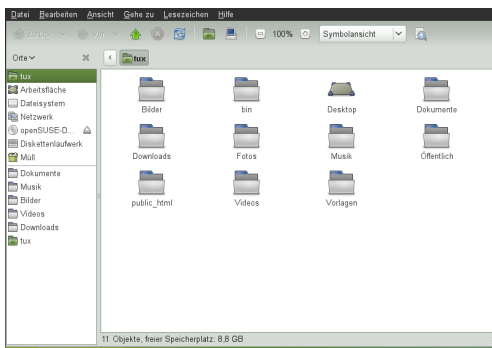 Datei Bearbeiten Ansicht Gehe zu Lesezeichen Hilfe
Zurück Vor 100% Symbolansicht
Orte tux
tux
Arbeitsfläche
Dateisystem
Netzwerk
openSUSE-D...
Diskettenlaufwerk
Müll
Dokumente
Musik
Bilder
Videos
Downloads
tux
Bilder bin Desktop Dokumente
Downloads Fotos Musik Öffentlich
public_html Videos Vorlagen
11 Objekte, freier Speicherplatz: 8,8 GB